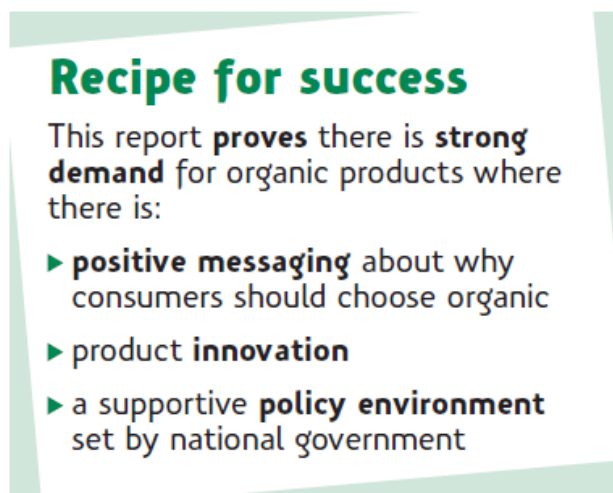 Recipe for success
This report proves there is strong
demand for organic products where
there is:
▶ positive messaging about why
consumers should choose organic
▶ product innovation
▶ a supportive policy environment
set by national government